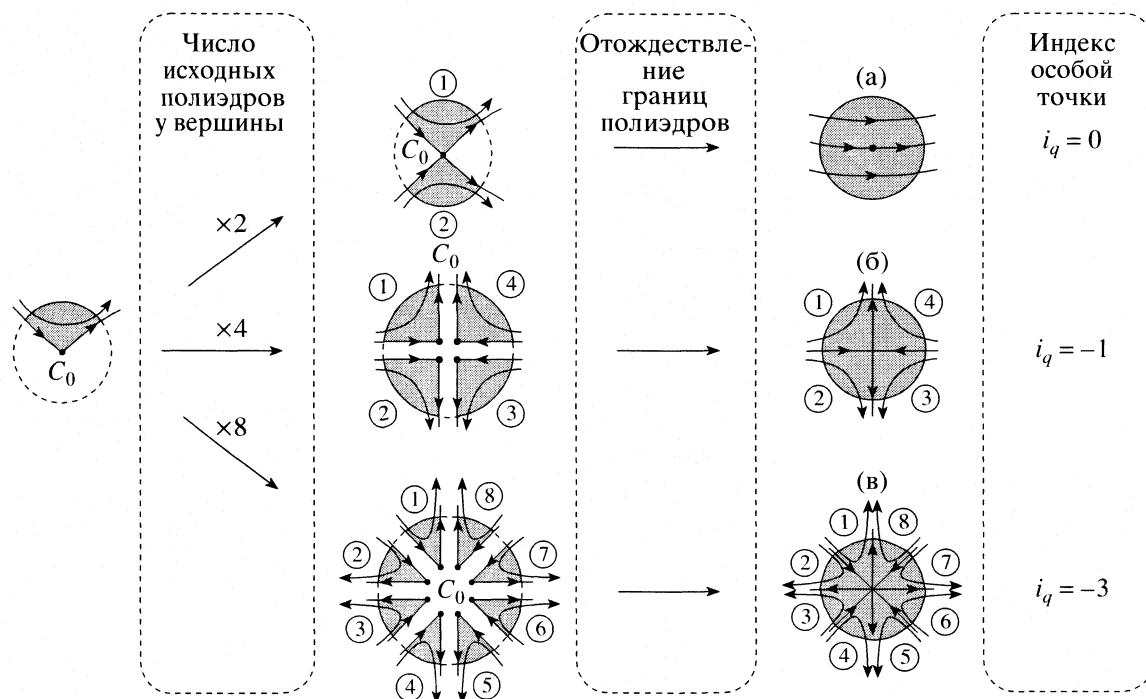 Число
исходных
полиэдров
у вершины
Отождествле-
ние
границ
полиэдров
Индекс
особой
точки
①
C₀
②
(а)
i_q = 0
×2
C₀
①
④
②
③
(б)
①
④
②
③
i_q = −1
C₀
×4
×8
①
⑧
②
⑦
C₀
③
⑥
④
⑤
(в)
①
⑧
②
⑦
③
⑥
④
⑤
i_q = −3